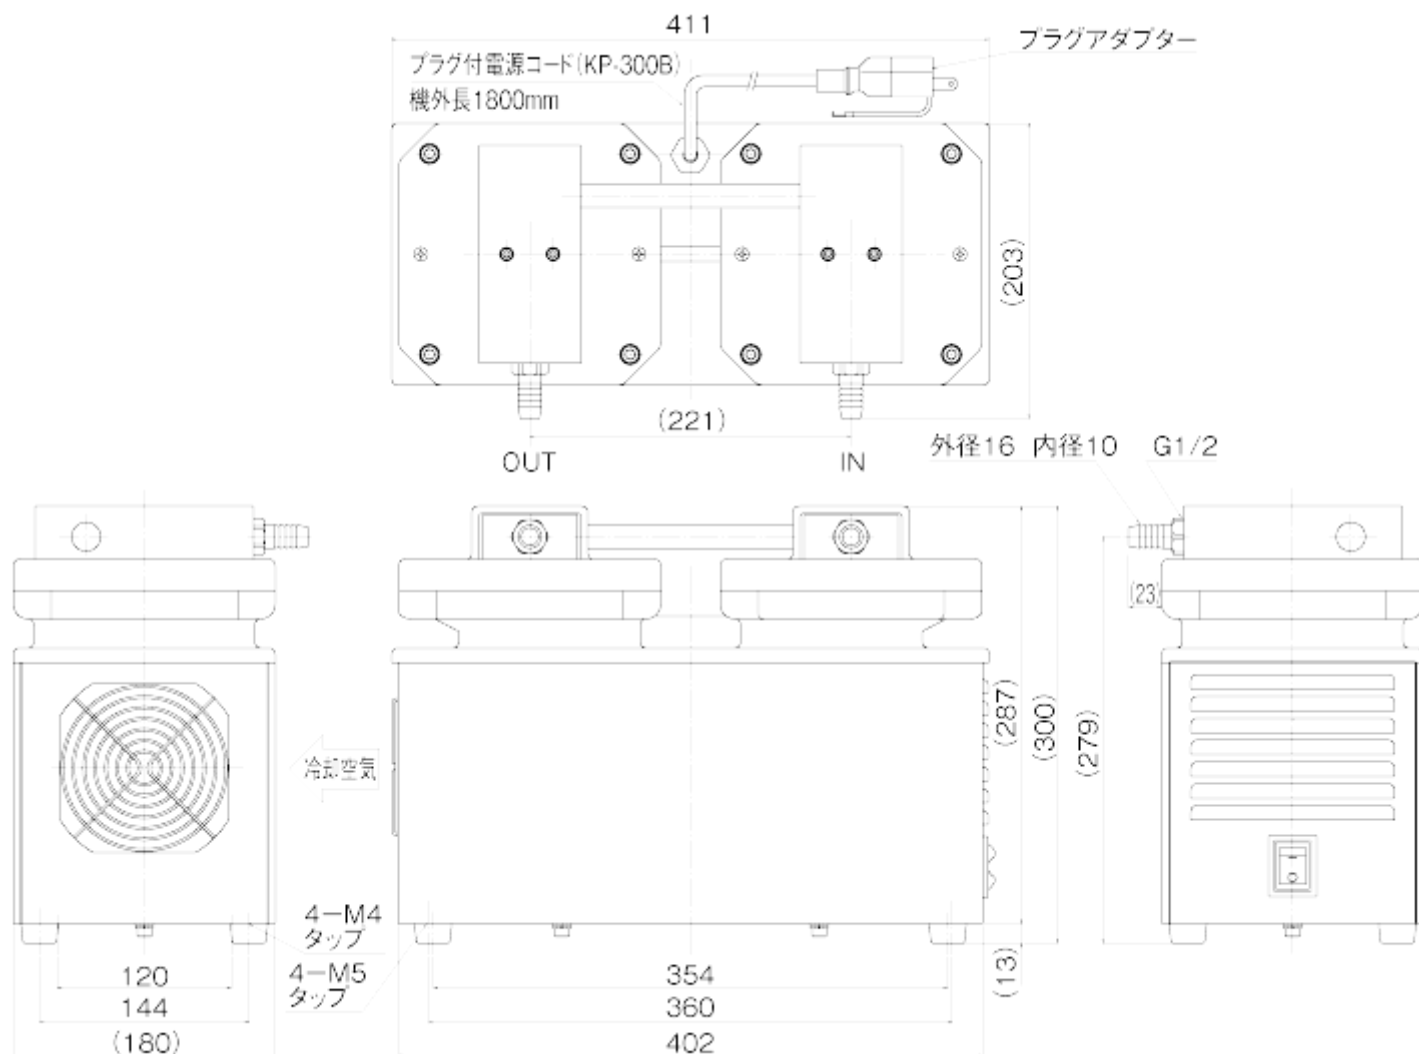 411
プラグアダプター
プラグ付電源コード(KP-300B)
機外長1800mm
(203)
(221)
OUT
IN
外径16 内径10 G1/2
(23)
冷却空気
(287)
(300)
(279)
4-M4
タップ
4-M5
タップ
(13)
120
144
(180)
354
360
402